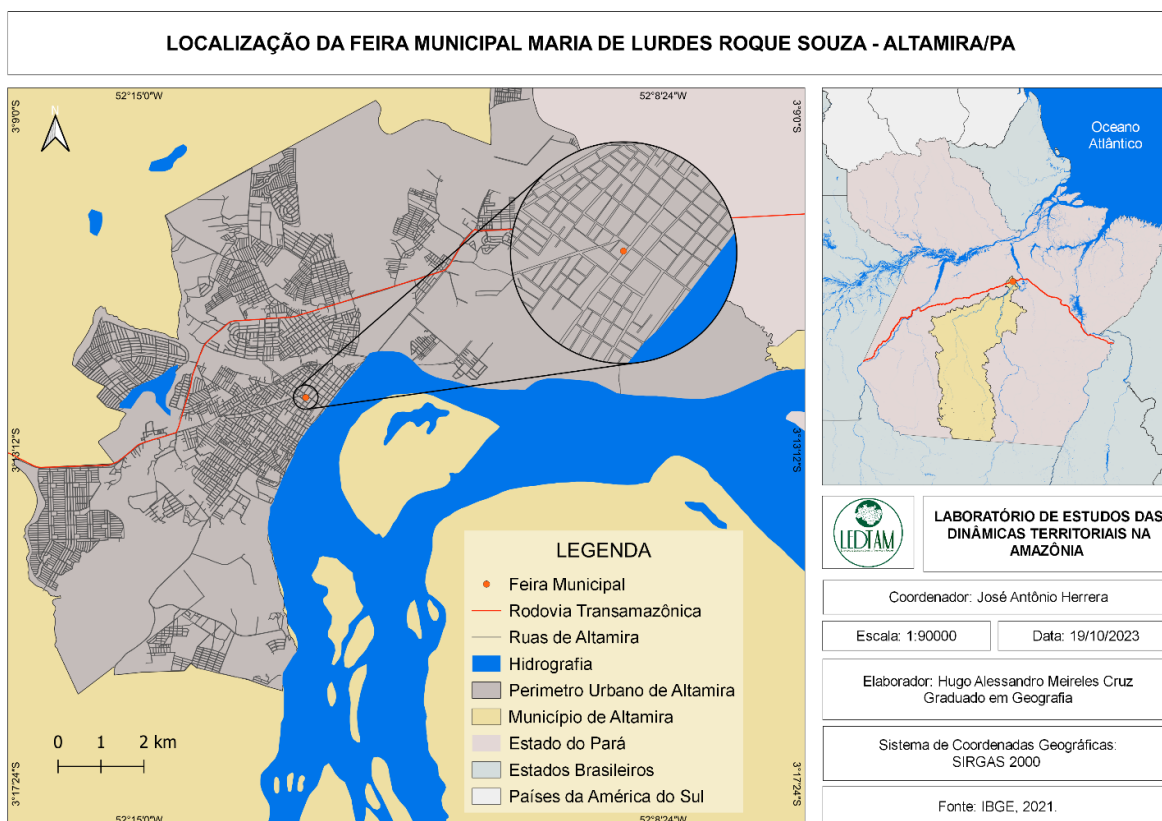 LOCALIZAÇÃO DA FEIRA MUNICIPAL MARIA DE LURDES ROQUE SOUZA - ALTAMIRA/PA
52°15'0"W
52°8'24"W
3°9'0"S
3°9'0"S
N
3°13'12"S
3°13'12"S
LEGENDA
Feira Municipal
Rodovia Transamazônica
Ruas de Altamira
Hidrografia
Perimetro Urbano de Altamira
Município de Altamira
Estado do Pará
Estados Brasileiros
Países da América do Sul
0 1 2 km
3°17'24"S
3°17'24"S
52°15'0"W
52°8'24"W
Oceano
Atlântico
LEDTAM
LABORATÓRIO DE ESTUDOS DAS
DINÂMICAS TERRITORIAIS NA
AMAZÔNIA
Coordenador: José Antônio Herrera
Escala: 1:90000
Data: 19/10/2023
Elaborador: Hugo Alessandro Meireles Cruz
Graduado em Geografia
Sistema de Coordenadas Geográficas:
SIRGAS 2000
Fonte: IBGE, 2021.